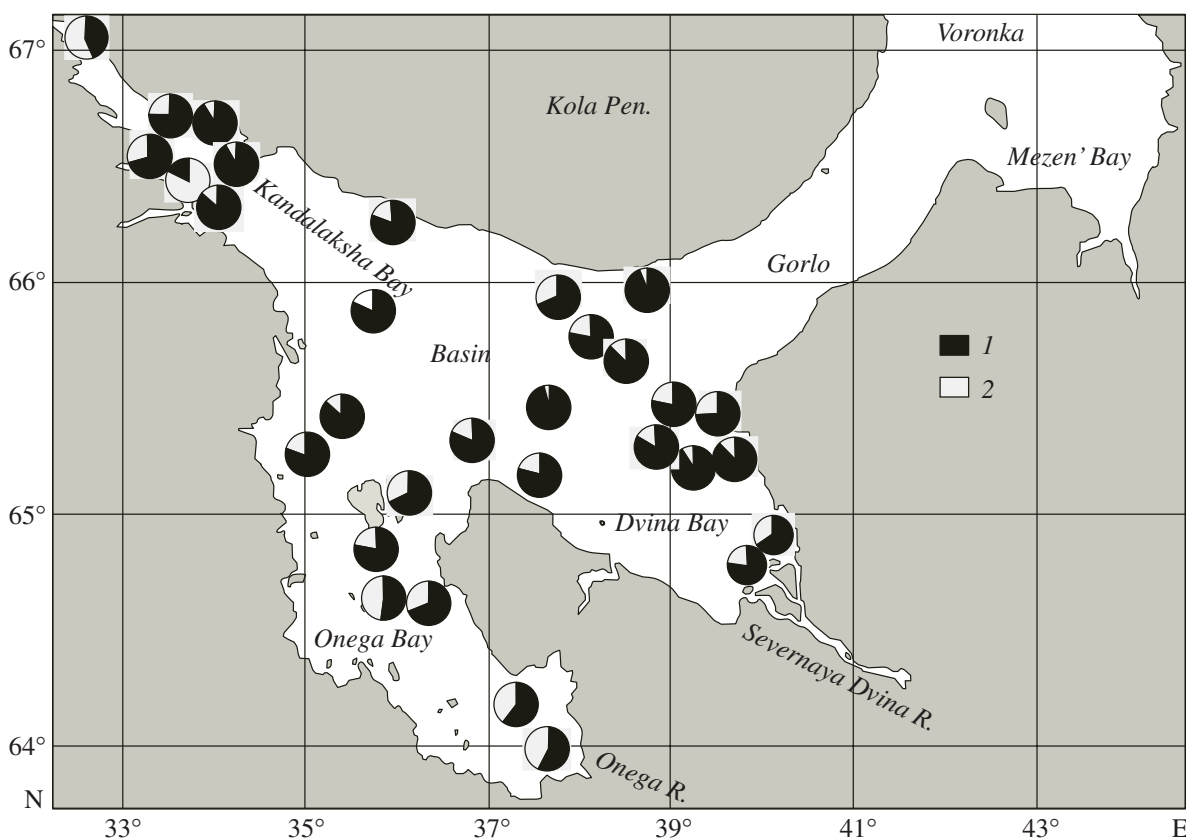 67°
Voronka
Kola Pen.
Mezen’ Bay
Kandalaksha Bay
66°
Gorlo
Basin
1
2
65°
Dvina Bay
Onega Bay
Severnaya Dvina R.
64°
Onega R.
N
33° 35° 37° 39° 41° 43° E